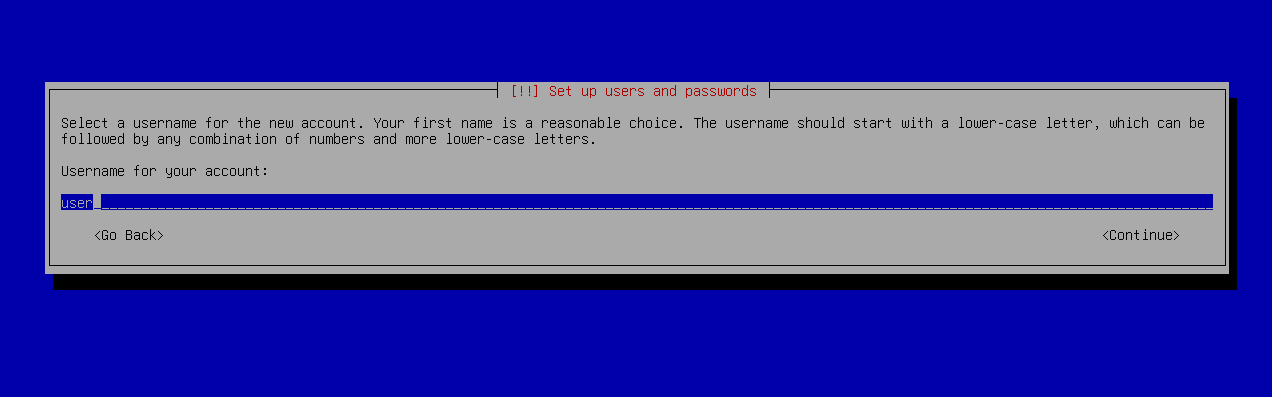 [!!] Set up users and passwords
Select a username for the new account. Your first name is a reasonable choice. The username should start with a lower-case letter, which can be
followed by any combination of numbers and more lower-case letters.
Username for your account:
user
<Go Back> <Continue>